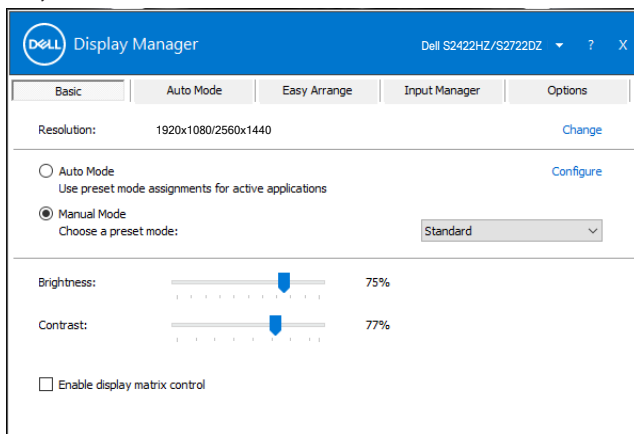 DELL Display Manager Dell S2422HZ/S2722DZ ? X
Basic Auto Mode Easy Arrange Input Manager Options
Resolution: 1920x1080/2560x1440 Change
Auto Mode Configure
Use preset mode assignments for active applications
Manual Mode
Choose a preset mode: Standard
Brightness: 75%
Contrast: 77%
Enable display matrix control